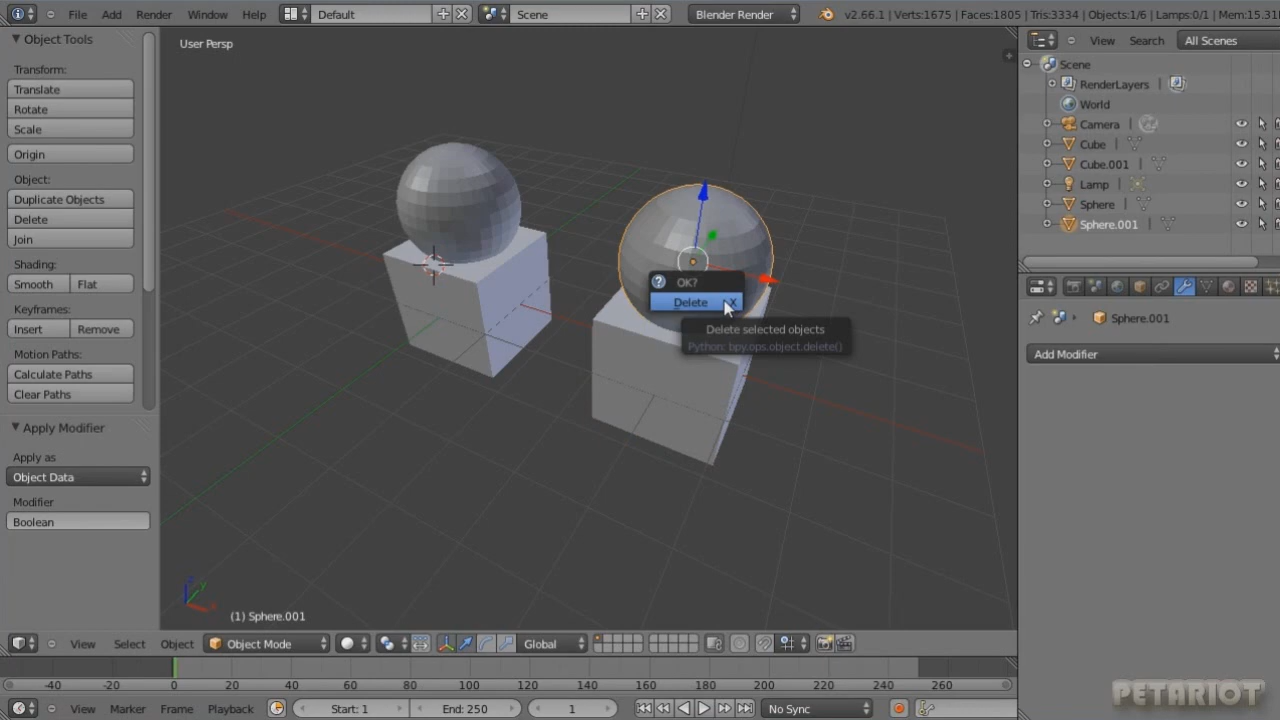 File Add Render Window Help Default Scene Blender Render v2.66.1 | Verts:1675 | Faces:1805 | Tris:3334 | Objects:1/6 | Lamps:0/1 |
Object Tools
User Persp
View Search All Scenes
Transform:
Translate
Rotate
Scale
Origin
Object:
Duplicate Objects
Delete
Join
Shading:
Smooth Flat
Keyframes:
Insert Remove
Motion Paths:
Calculate Paths
Clear Paths
Apply Modifier
Apply as
Object Data
Modifier
Boolean
OK?
Delete X
Delete selected objects
Python: bpy.ops.object.delete()
(1) Sphere.001
Scene
RenderLayers |
World
Camera |
Cube |
Cube.001 |
Lamp |
Sphere |
Sphere.001 |
Sphere.001
Add Modifier
View Select Object Object Mode Global
-40 -20 0 20 40 60 80 100 120 140 160 180 200 220 240 260
View Marker Frame Playback Start: 1 End: 250 1 No Sync
PETARIOT